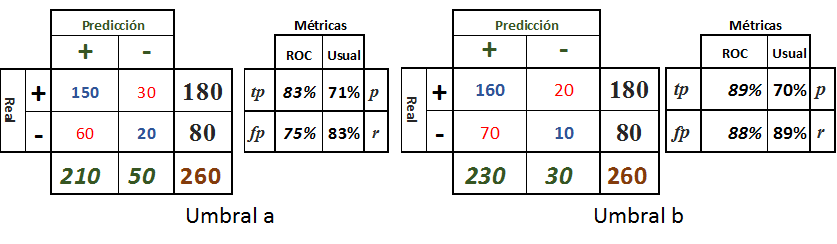 Predicción
+ -
Real
+ 150 30 180
- 60 20 80
210 50 260
Métricas
ROC Usual
tp 83% 71% p
fp 75% 83% r
Umbral a
Predicción
+ -
Real
+ 160 20 180
- 70 10 80
230 30 260
Métricas
ROC Usual
tp 89% 70% p
fp 88% 89% r
Umbral b